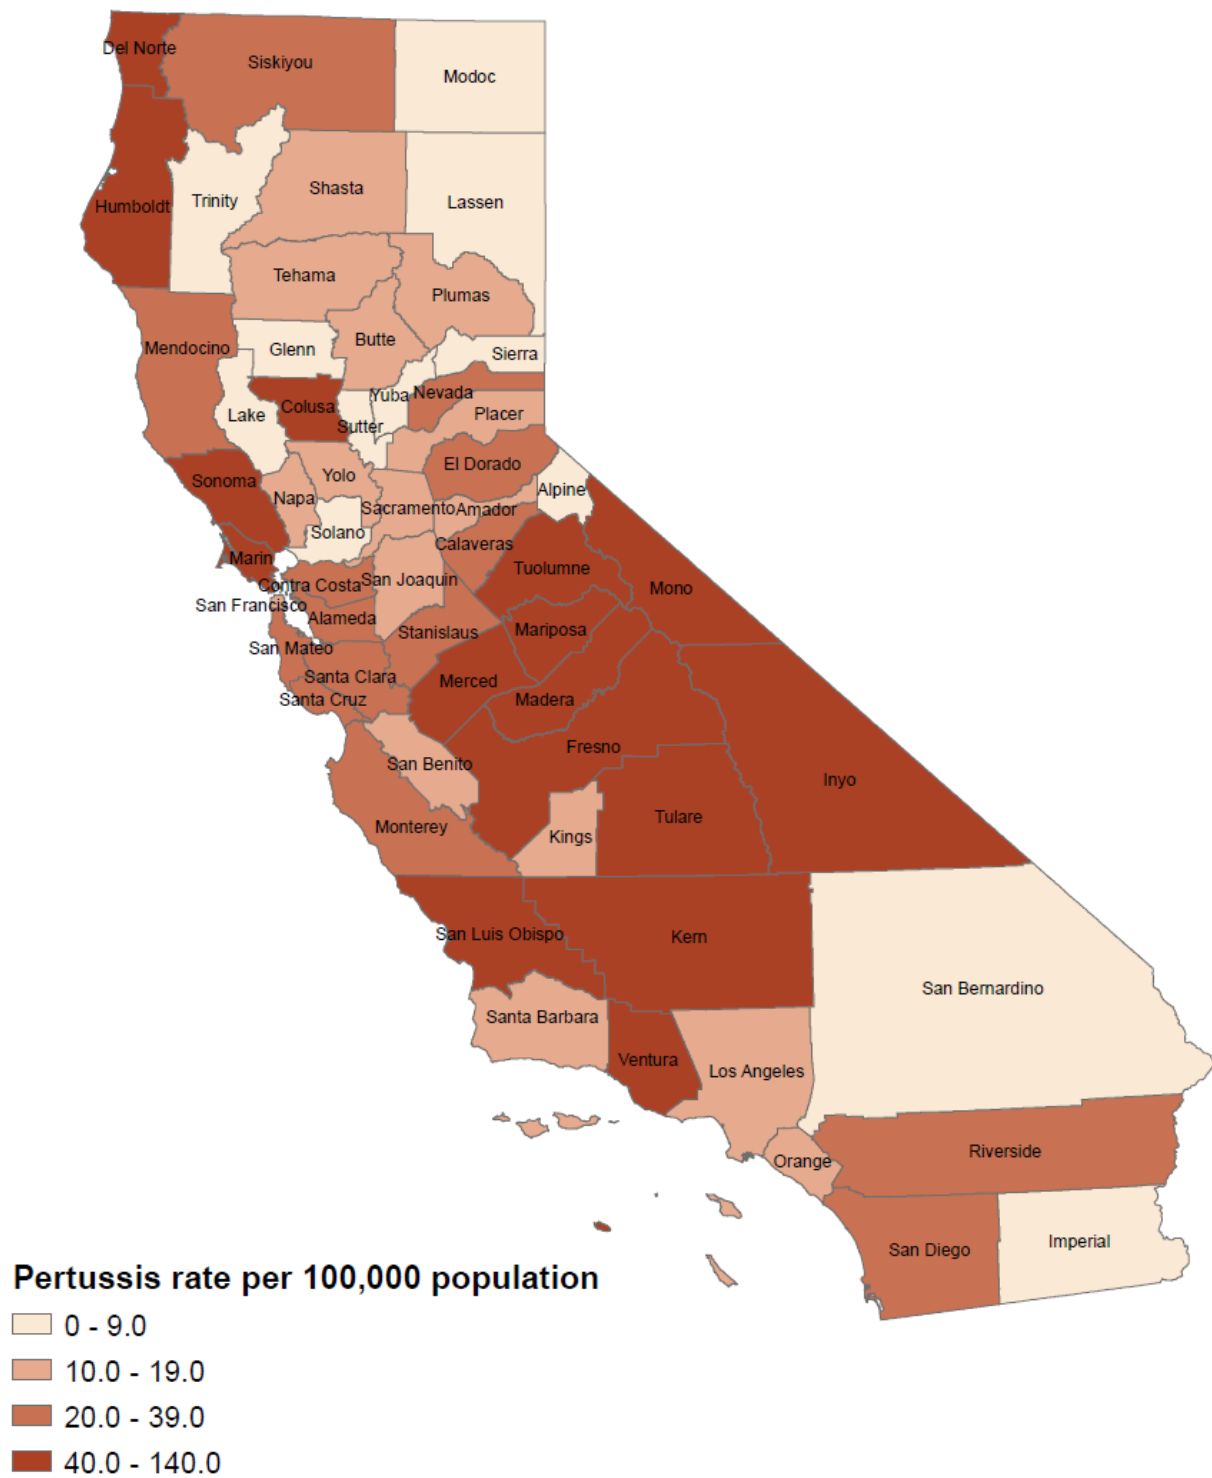 Del Norte
Siskiyou
Modoc
Humboldt
Trinity
Shasta
Lassen
Tehama
Plumas
Mendocino
Glenn
Butte
Sierra
Lake
Colusa
Sutter
Yuba
Nevada
Placer
Sonoma
Napa
Yolo
El Dorado
Sacramento
Amador
Alpine
Solano
Marin
Calaveras
Contra Costa
San Joaquin
Tuolumne
Mono
San Francisco
Alameda
Stanislaus
Mariposa
San Mateo
Santa Clara
Merced
Santa Cruz
Madera
San Benito
Fresno
Inyo
Monterey
Kings
Tulare
San Luis Obispo
Kern
San Bernardino
Santa Barbara
Ventura
Los Angeles
Orange
Riverside
San Diego
Imperial
Pertussis rate per 100,000 population
0 - 9.0
10.0 - 19.0
20.0 - 39.0
40.0 - 140.0